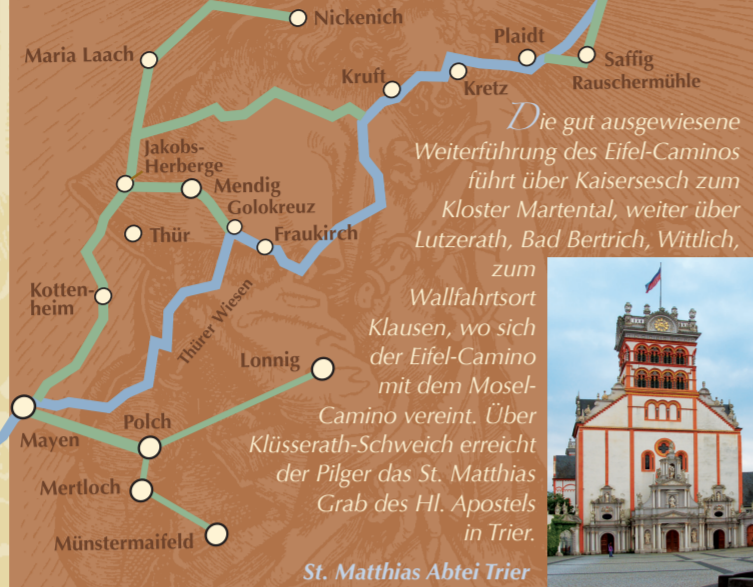 Nickenich
Maria Laach
Plaidt
Saffig
Rauschermühle
Kruft
Kretz
Jakobs-
Herberge
Mendig
Golokreuz
Thür
Fraukirch
Kotten-
heim
Thürer Wiesen
Lonnig
Mayen
Polch
Mertloch
Münstermaifeld
Die gut ausgewiesene
Weiterführung des Eifel-Caminos
führt über Kaisersesch zum
Kloster Martental, weiter über
Lutzerath, Bad Bertrich, Wittlich,
zum
Wallfahrtsort
Klausen, wo sich
der Eifel-Camino
mit dem Mosel-
Camino vereint. Über
Klüsserath-Schweich erreicht
der Pilger das St. Matthias
Grab des Hl. Apostels
in Trier.
St. Matthias Abtei Trier